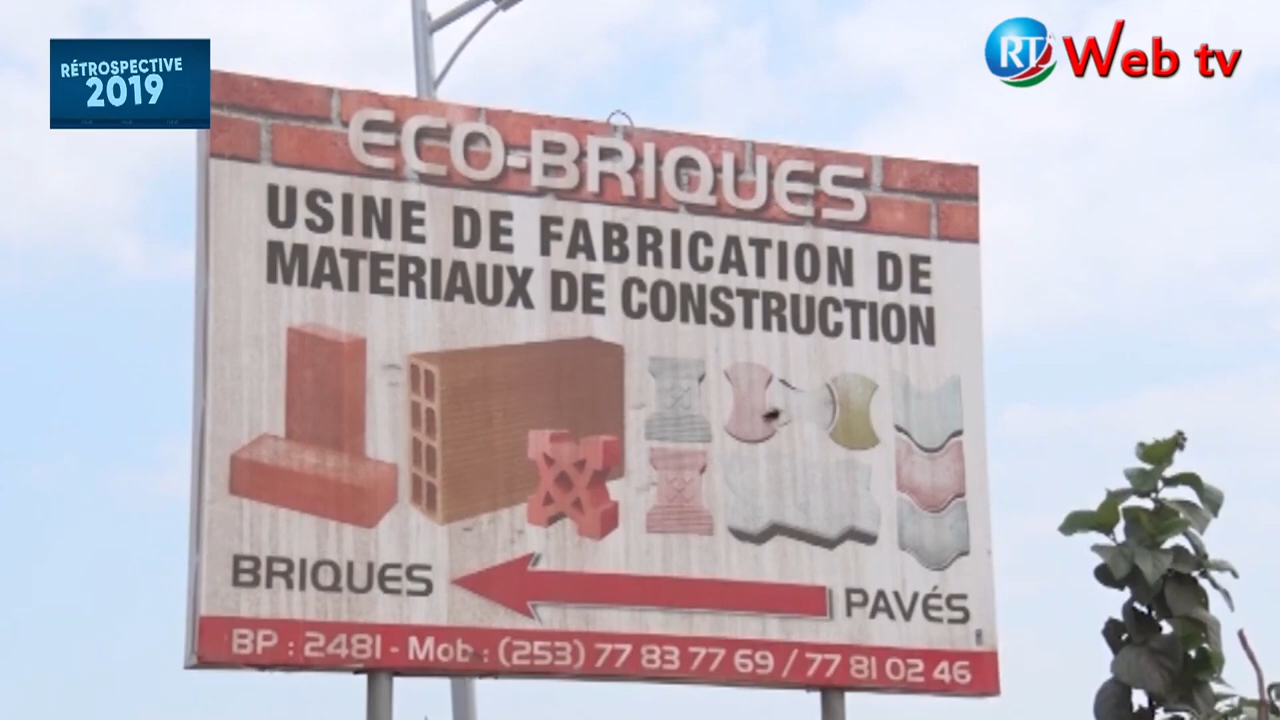 RÉTROSPECTIVE
2019
RT Web tv
ECO-BRIQUES
USINE DE FABRICATION DE
MATERIAUX DE CONSTRUCTION
BRIQUES
PAVÉS
BP : 2481 - Mob : (253) 77 83 77 69 / 77 81 02 46